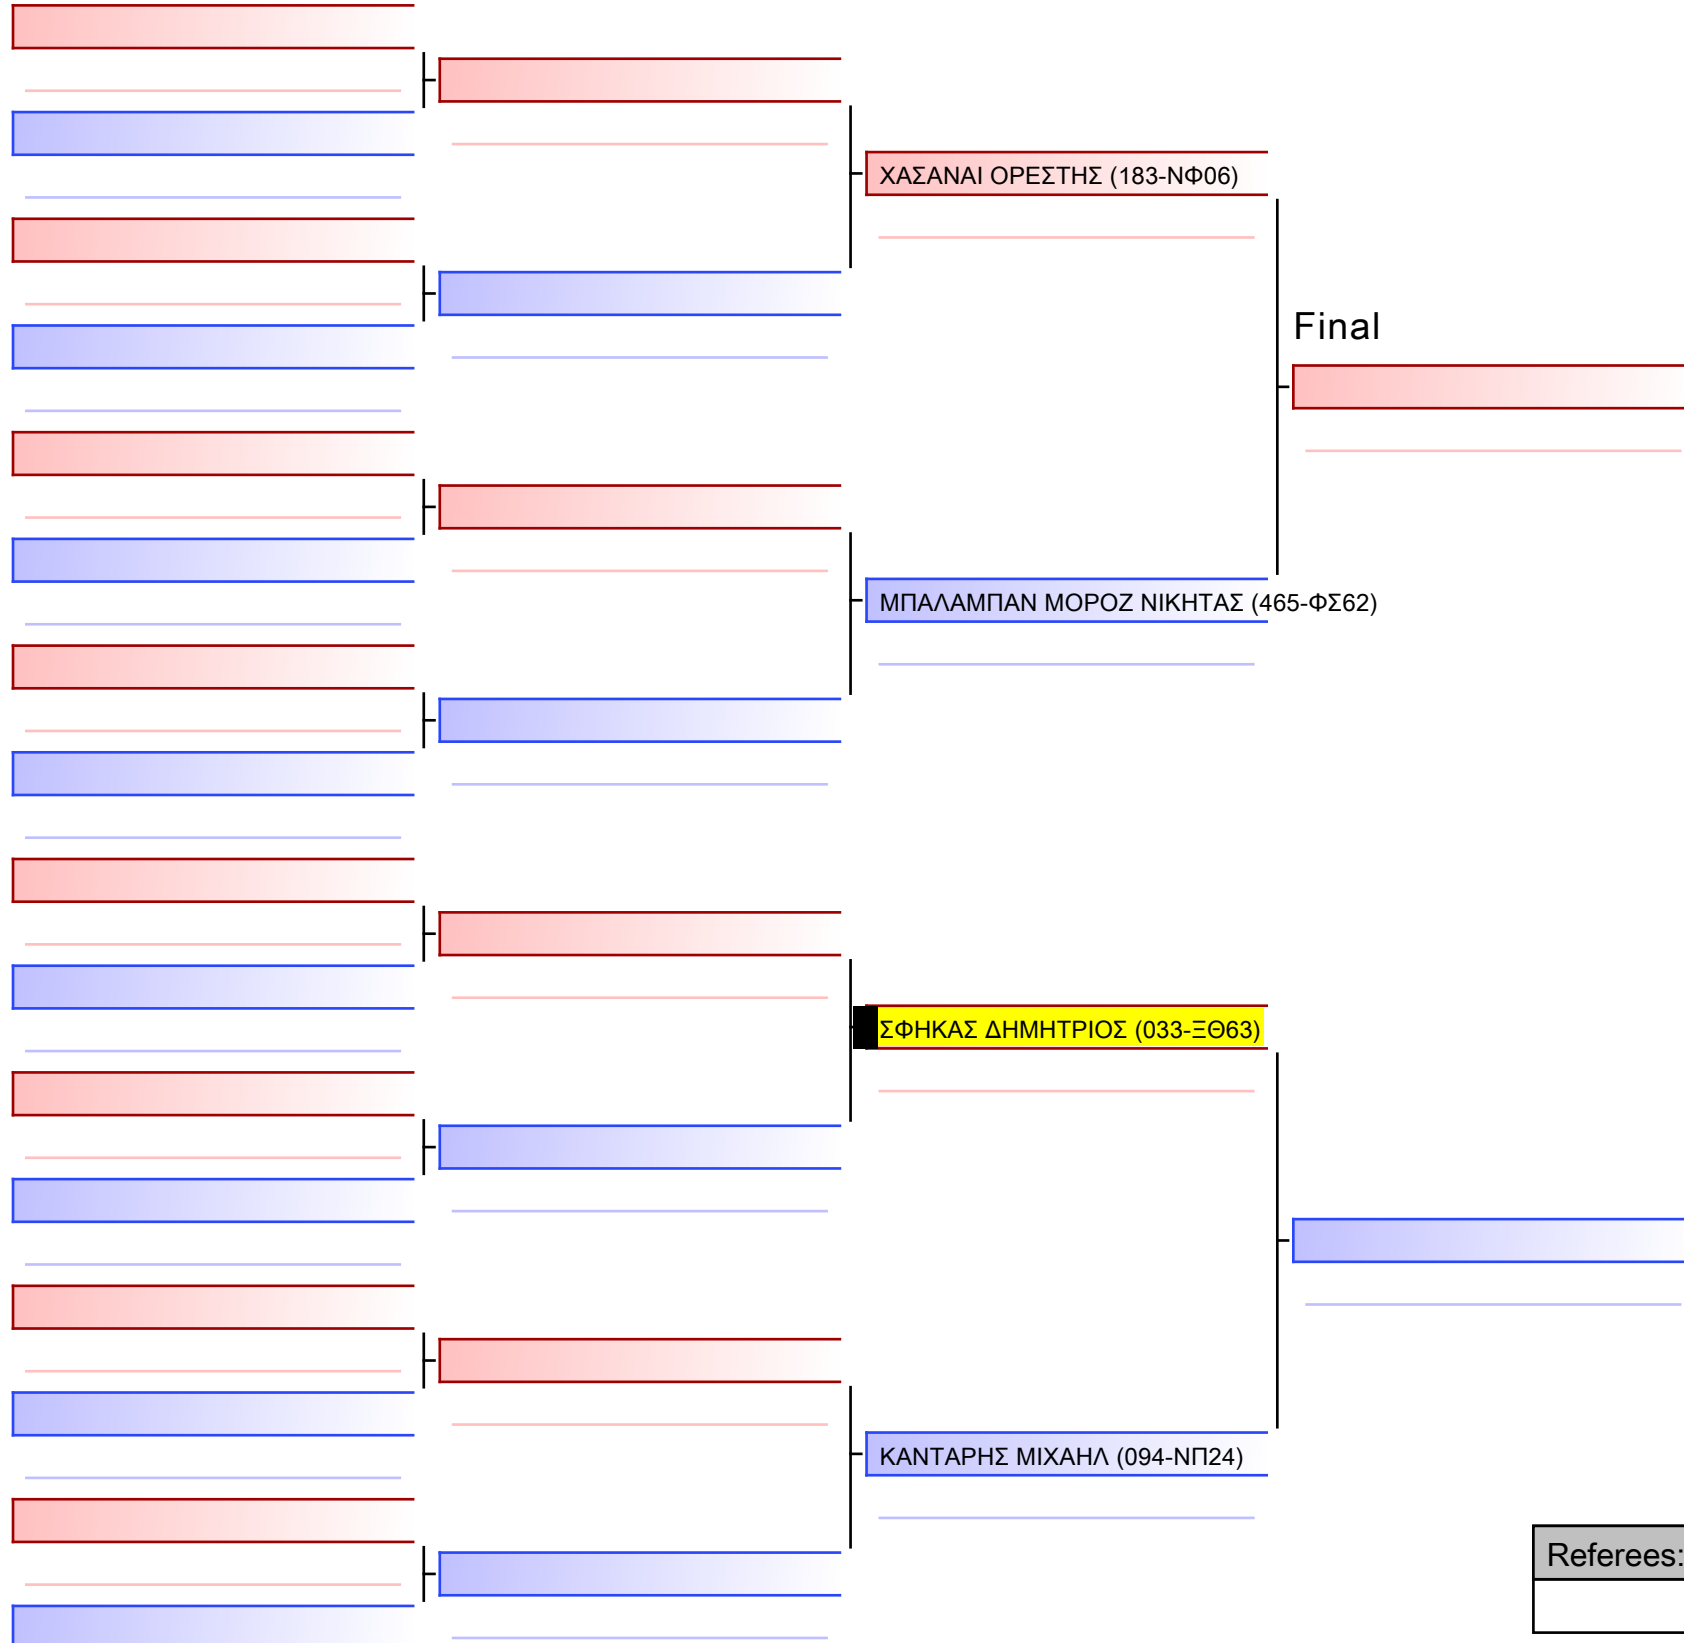 ΧΑΣΑΝΑΙ ΟΡΕΣΤΗΣ (183-ΝΦ06)
Final
ΜΠΑΛΑΜΠΑΝ ΜΟΡΟΖ ΝΙΚΗΤΑΣ (465-ΦΣ62)
ΣΦΗΚΑΣ ΔΗΜΗΤΡΙΟΣ (033-ΞΘ63)
ΚΑΝΤΑΡΗΣ ΜΙΧΑΗΛ (094-ΝΠ24)
Referees: